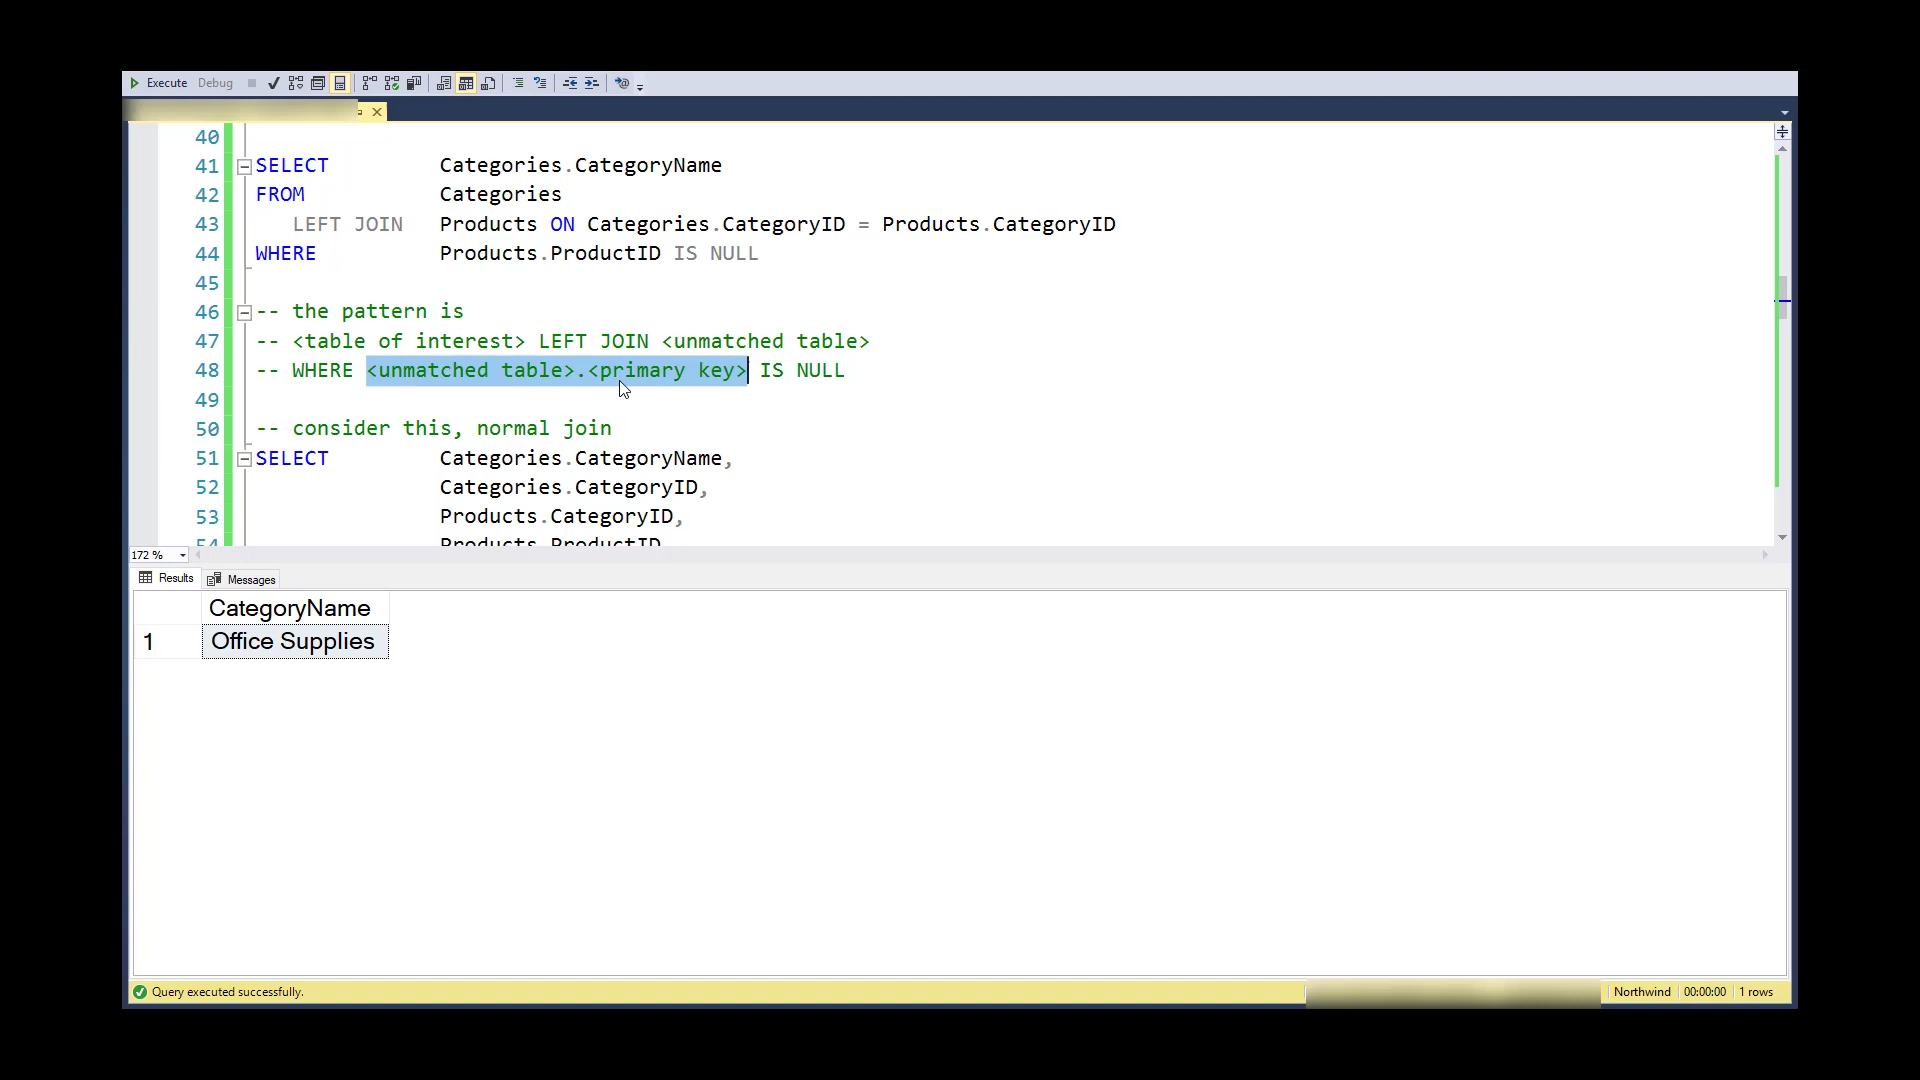 Execute Debug
40
41 SELECT Categories.CategoryName
42 FROM Categories
43 LEFT JOIN Products ON Categories.CategoryID = Products.CategoryID
44 WHERE Products.ProductID IS NULL
45
46 -- the pattern is
47 -- <table of interest> LEFT JOIN <unmatched table>
48 -- WHERE <unmatched table>.<primary key> IS NULL
49
50 -- consider this, normal join
51 SELECT Categories.CategoryName,
52 Categories.CategoryID,
53 Products.CategoryID,
54 Products.ProductID
172 %
Results Messages
CategoryName
1 Office Supplies
Query executed successfully. Northwind 00:00:00 1 rows